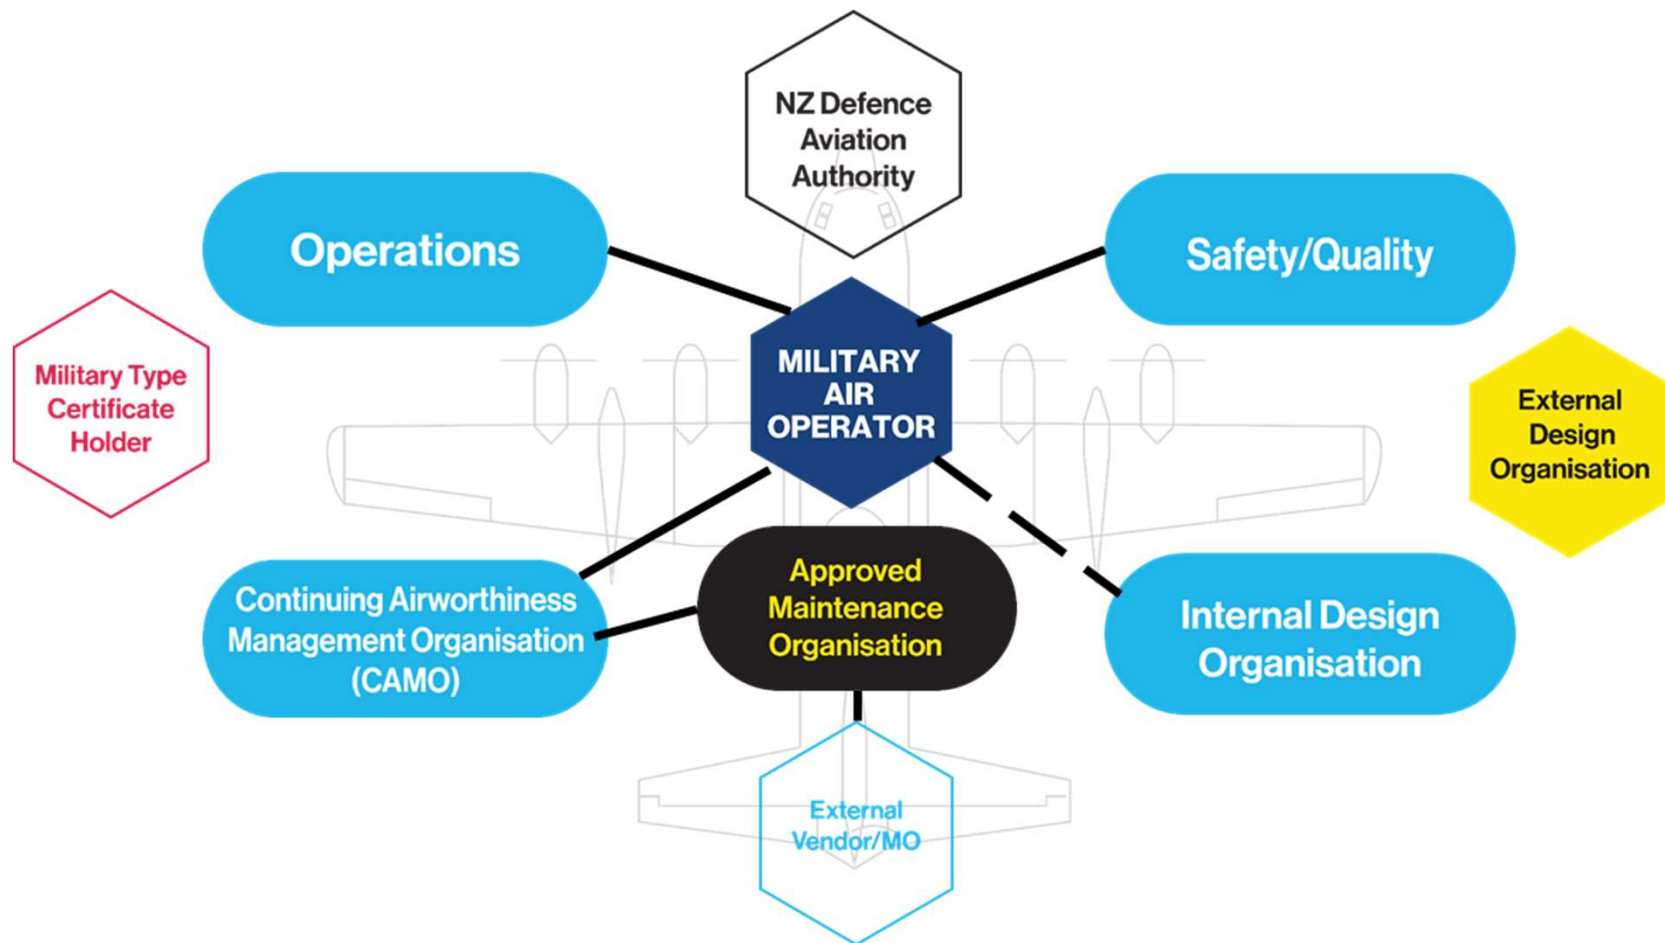 NZ Defence
Aviation
Authority
Operations
Safety/Quality
MILITARY
AIR
OPERATOR
Military Type
Certificate
Holder
External
Design
Organisation
Continuing Airworthiness
Management Organisation
(CAMO)
Approved
Maintenance
Organisation
Internal Design
Organisation
External
Vendor/MO